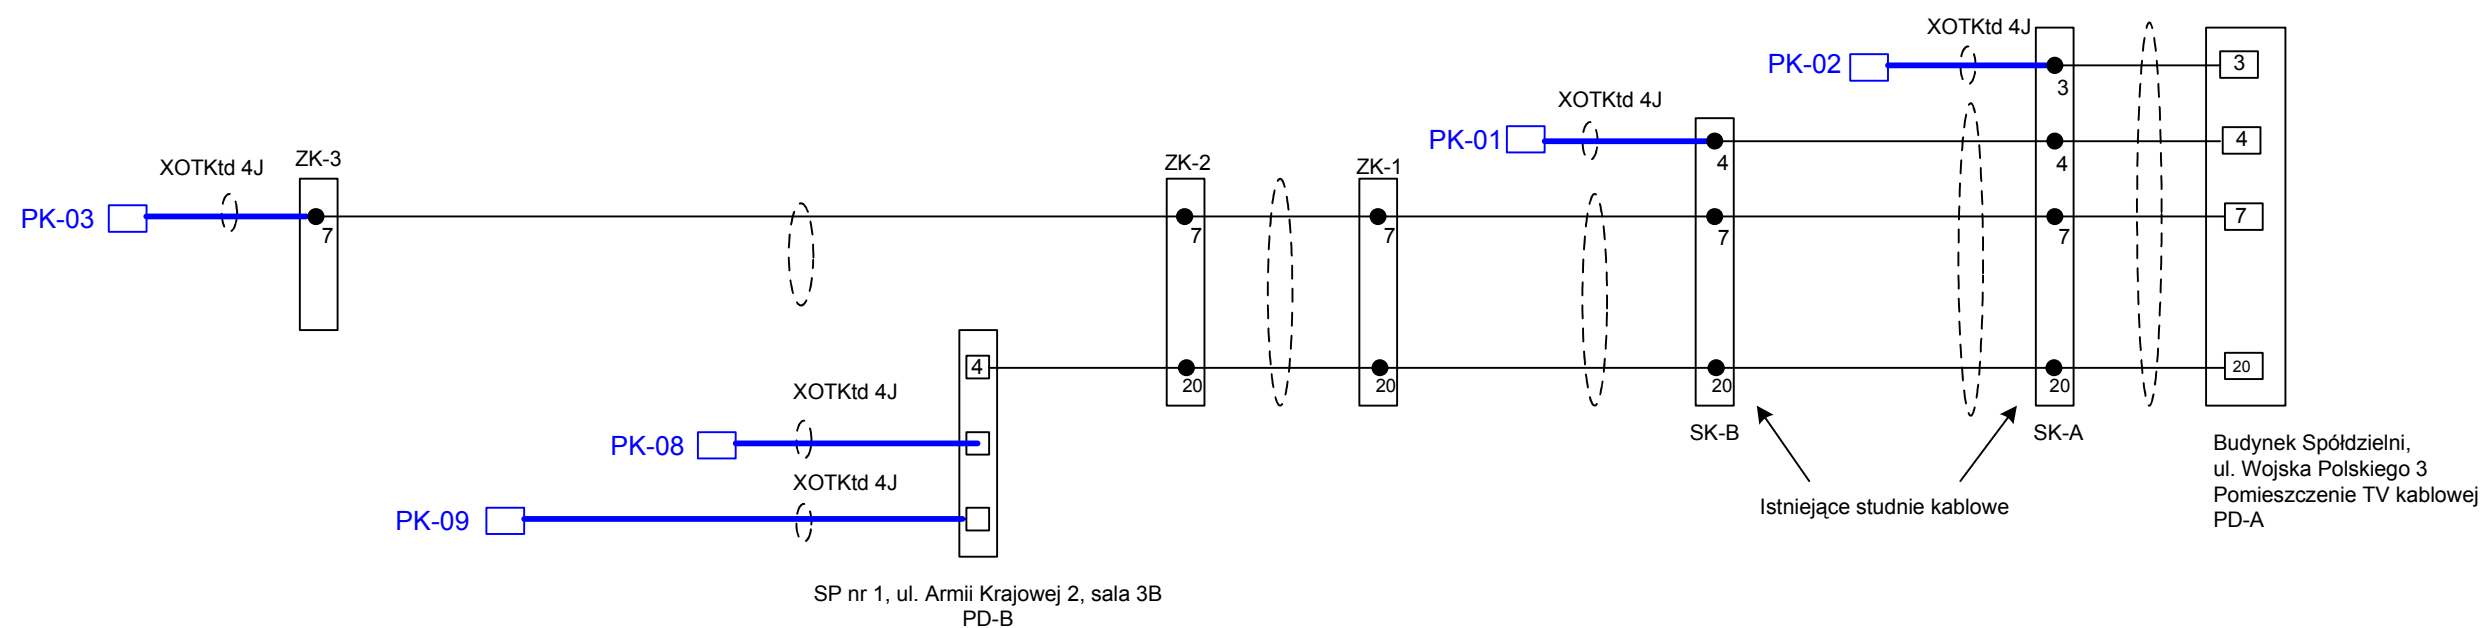 XOTKtd 4J
PK-02
3
3
XOTKtd 4J
PK-01
4
4
4
XOTKtd 4J
ZK-3
ZK-2
ZK-1
PK-03
7
7
7
7
7
7
4
20
20
20
20
20
XOTKtd 4J
PK-08
SK-B
SK-A
XOTKtd 4J
PK-09
Istniejące studnie kablowe
Budynek Spółdzielni,
ul. Wojska Polskiego 3
Pomieszczenie TV kablowej
PD-A
SP nr 1, ul. Armii Krajowej 2, sala 3B
PD-B